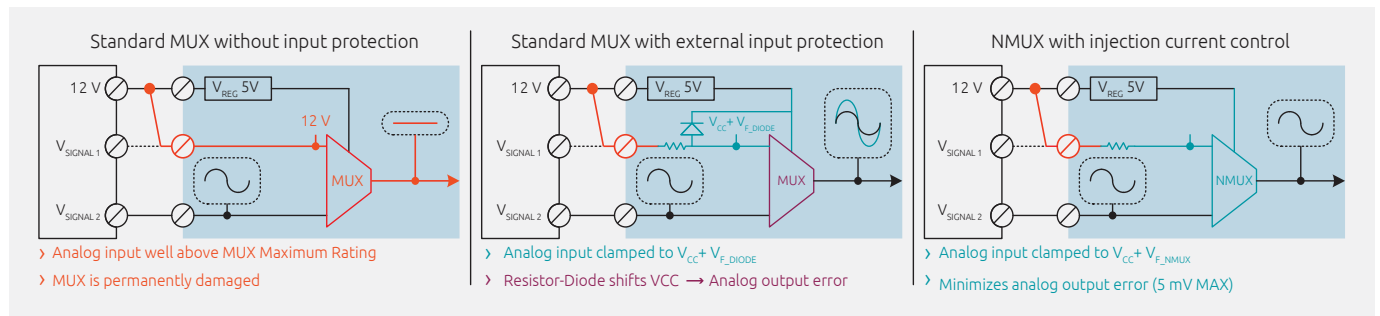 Standard MUX without input protection
12 V
VREG 5V
12 V
VSIGNAL 1
MUX
VSIGNAL 2
› Analog input well above MUX Maximum Rating
› MUX is permanently damaged
Standard MUX with external input protection
12 V
VREG 5V
VCC+ VF_DIODE
VSIGNAL 1
MUX
VSIGNAL 2
› Analog input clamped to VCC+ VF_DIODE
› Resistor-Diode shifts VCC → Analog output error
NMUX with injection current control
12 V
VREG 5V
VSIGNAL 1
NMUX
VSIGNAL 2
› Analog input clamped to VCC+ VF_NMUX
› Minimizes analog output error (5 mV MAX)